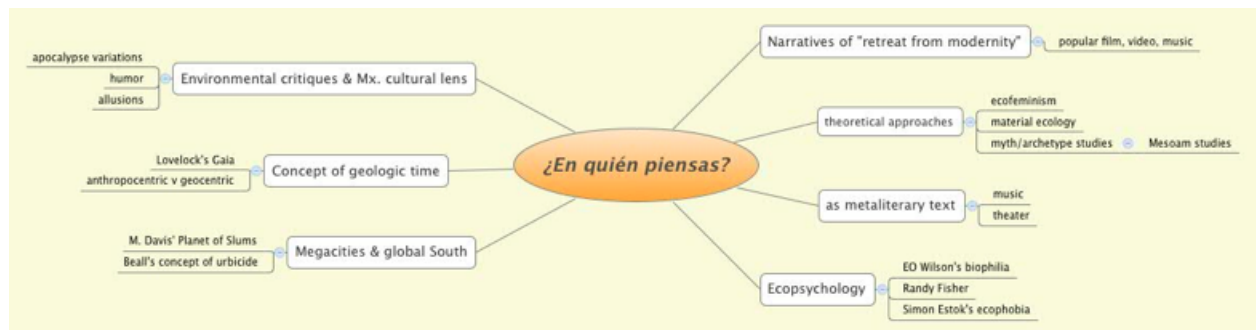 ¿En quién piensas?
Environmental critiques & Mx. cultural lens
apocalypse variations
humor
allusions
Concept of geologic time
Lovelock's Gaia
anthropocentric v geocentric
Megacities & global South
M. Davis' Planet of Slums
Beall's concept of urbicide
Narratives of "retreat from modernity"
popular film, video, music
theoretical approaches
ecofeminism
material ecology
myth/archetype studies
Mesoam studies
as metaliterary text
music
theater
Ecopsychology
EO Wilson's biophilia
Randy Fisher
Simon Estok's ecophobia